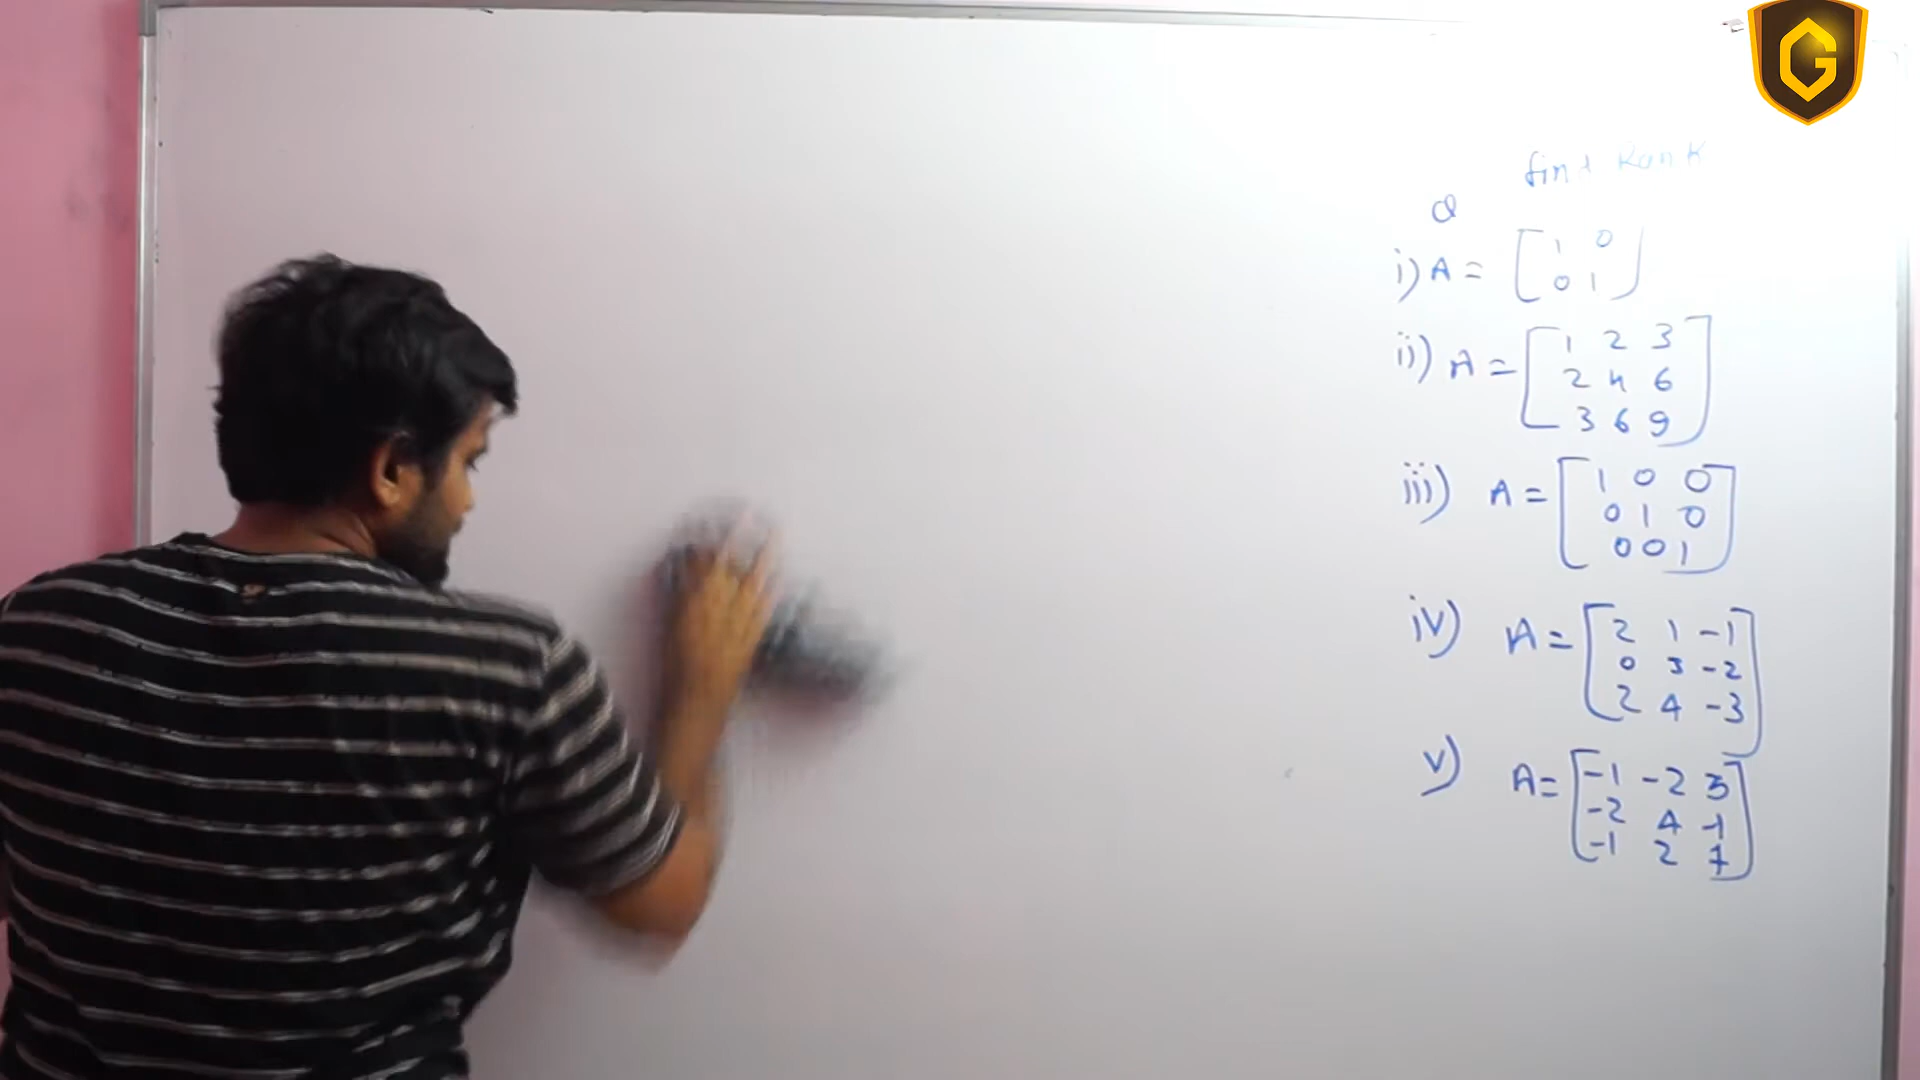 find Rank
Q
i) A = [ 1 0
0 1 ]
ii) A = [ 1 2 3
2 4 6
3 6 9 ]
iii) A = [ 1 0 0
0 1 0
0 0 1 ]
iv) A = [ 2 1 -1
0 3 -2
2 4 -3 ]
v) A = [ -1 -2 3
-2 4 -1
-1 2 7 ]
G